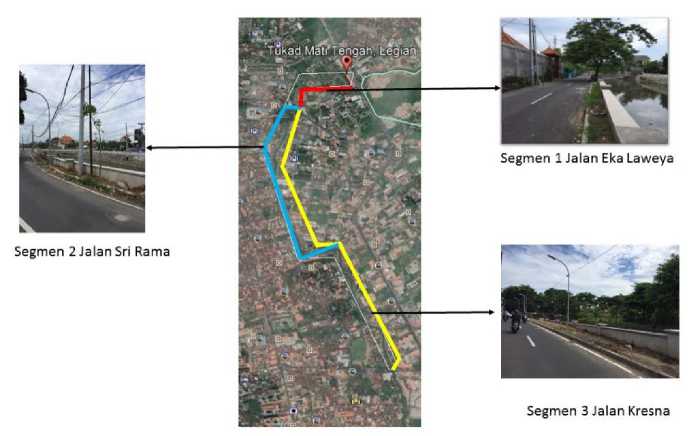 Tukad Mati Tengah, Legian
Segmen 1 Jalan Eka Laweya
Segmen 2 Jalan Sri Rama
Segmen 3 Jalan Kresna